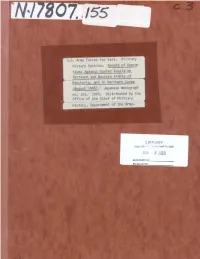 N-17807.155
C 3
U.S. Army Forces Far East. Military
History Section. Record of Opera-
tions Against Soviet Russia on
Northern and Western Fronts of
Manchuria, and in Northern Korea
(August 1945). Japanese Monograph
no. 155. 1954. Distributed by the
Office of the Chief of Military
History, Department of the Army.
LIBRARY